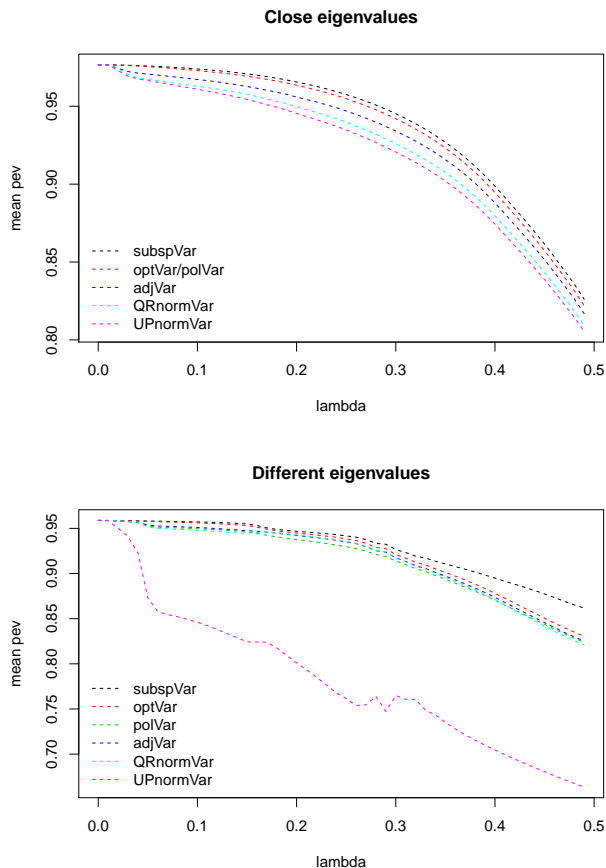 Close eigenvalues
mean pev
0.95
0.90
0.85
0.80
subspVar
optVar/polVar
adjVar
QRnormVar
UPnormVar
0.0 0.1 0.2 0.3 0.4 0.5
lambda
Different eigenvalues
mean pev
0.95
0.90
0.85
0.80
0.75
0.70
subspVar
optVar
polVar
adjVar
QRnormVar
UPnormVar
0.0 0.1 0.2 0.3 0.4 0.5
lambda